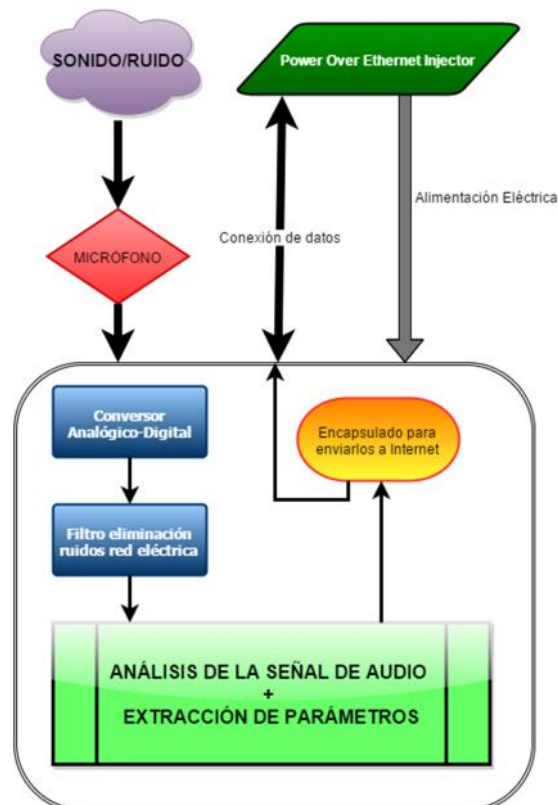 SONIDO/RUIDO
Power Over Ethernet Injector
Alimentación Eléctrica
Conexión de datos
MICRÓFONO
Conversor
Analógico-Digital
Encapsulado para
enviarlos a Internet
Filtro eliminación
ruidos red eléctrica
ANÁLISIS DE LA SEÑAL DE AUDIO
+
EXTRACCIÓN DE PARÁMETROS